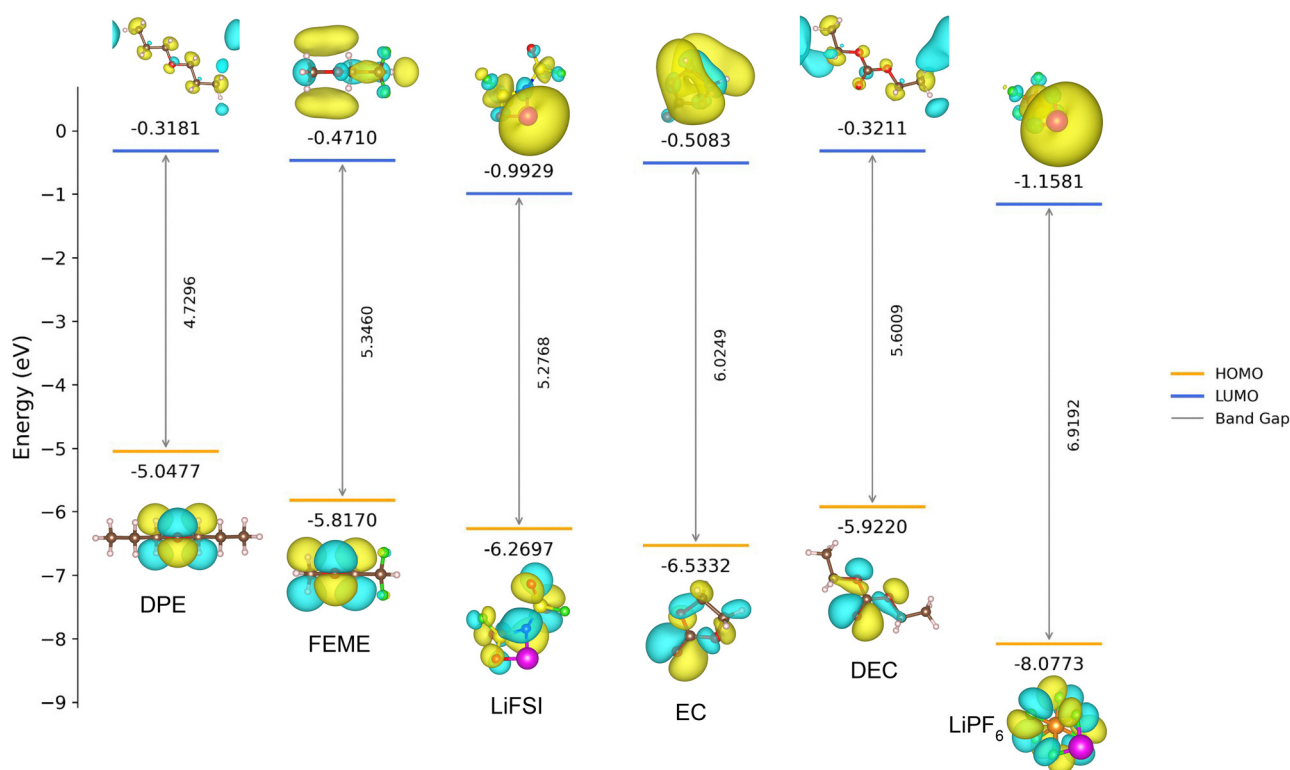 Energy (eV)
0
−1
−2
−3
−4
−5
−6
−7
−8
−9
-0.3181
4.7296
-5.0477
DPE
-0.4710
5.3460
-5.8170
FEME
-0.9929
5.2768
-6.2697
LiFSI
-0.5083
6.0249
-6.5332
EC
-0.3211
5.6009
-5.9220
DEC
-1.1581
6.9192
-8.0773
LiPF₆
HOMO
LUMO
Band Gap